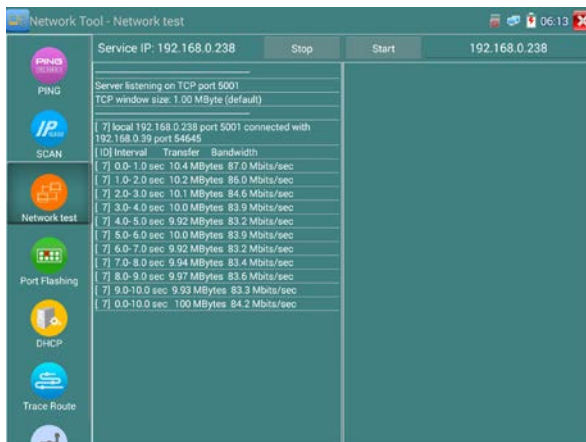 Network Tool - Network test
06:13
Service IP: 192.168.0.238
Stop
Start
192.168.0.238
PING
PING
IP
SCAN
Network test
Port Flashing
DHCP
Trace Route
Server listening on TCP port 5001
TCP window size: 1.00 MByte (default)
[ 7] local 192.168.0.238 port 5001 connected with
192.168.0.39 port 54645
[ ID] Interval Transfer Bandwidth
[ 7] 0.0- 1.0 sec 10.4 MBytes 87.0 Mbits/sec
[ 7] 1.0- 2.0 sec 10.2 MBytes 86.0 Mbits/sec
[ 7] 2.0- 3.0 sec 10.1 MBytes 84.6 Mbits/sec
[ 7] 3.0- 4.0 sec 10.0 MBytes 83.9 Mbits/sec
[ 7] 4.0- 5.0 sec 9.92 MBytes 83.2 Mbits/sec
[ 7] 5.0- 6.0 sec 10.0 MBytes 83.9 Mbits/sec
[ 7] 6.0- 7.0 sec 9.92 MBytes 83.2 Mbits/sec
[ 7] 7.0- 8.0 sec 9.94 MBytes 83.4 Mbits/sec
[ 7] 8.0- 9.0 sec 9.97 MBytes 83.6 Mbits/sec
[ 7] 9.0-10.0 sec 9.93 MBytes 83.3 Mbits/sec
[ 7] 0.0-10.0 sec 100 MBytes 84.2 Mbits/sec